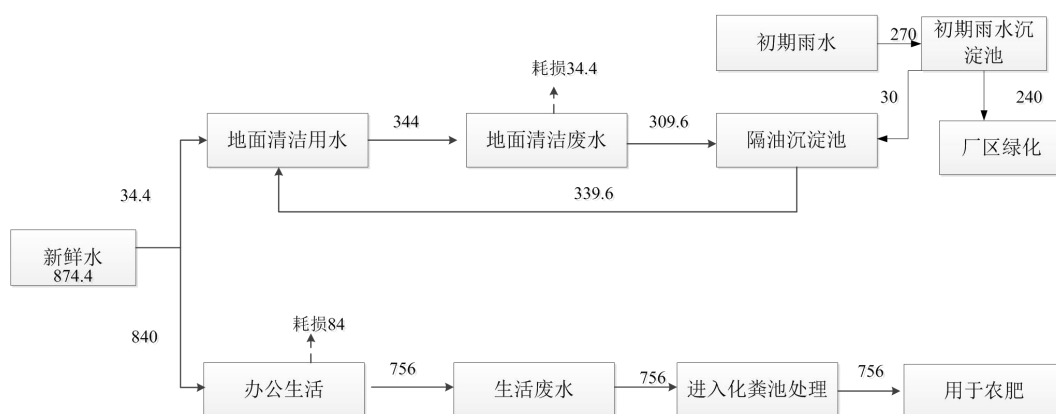 初期雨水
270
初期雨水沉
淀池
耗损34.4
30
240
地面清洁用水
344
地面清洁废水
309.6
隔油沉淀池
厂区绿化
339.6
34.4
新鲜水
874.4
840
耗损84
办公生活
756
生活废水
756
进入化粪池处理
756
用于农肥